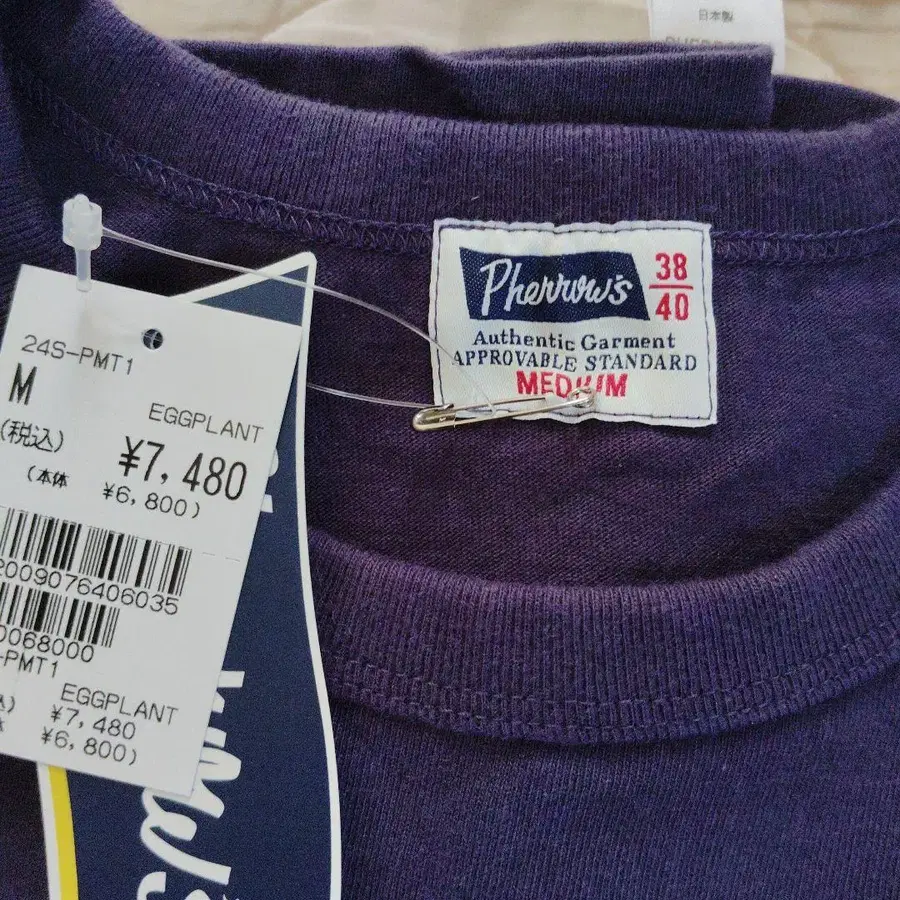 日本製
24S-PMT1
M
EGGPLANT
(税込)
¥7,480
(本体
¥6,800)
2009076406035
0068000
-PMT1
EGGPLANT
¥7,480
¥6,800)
Pherrow's
38
40
Authentic Garment
APPROVABLE STANDARD
MEDIUM